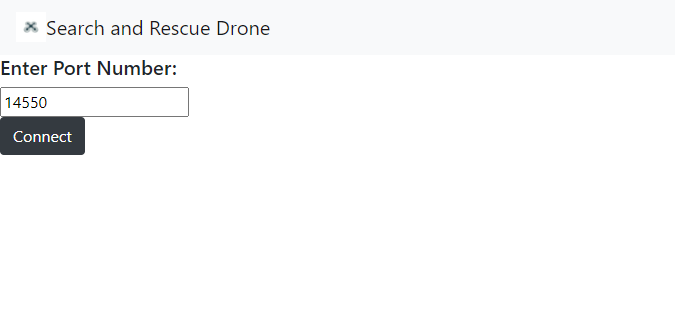 Search and Rescue Drone
Enter Port Number:
14550
Connect